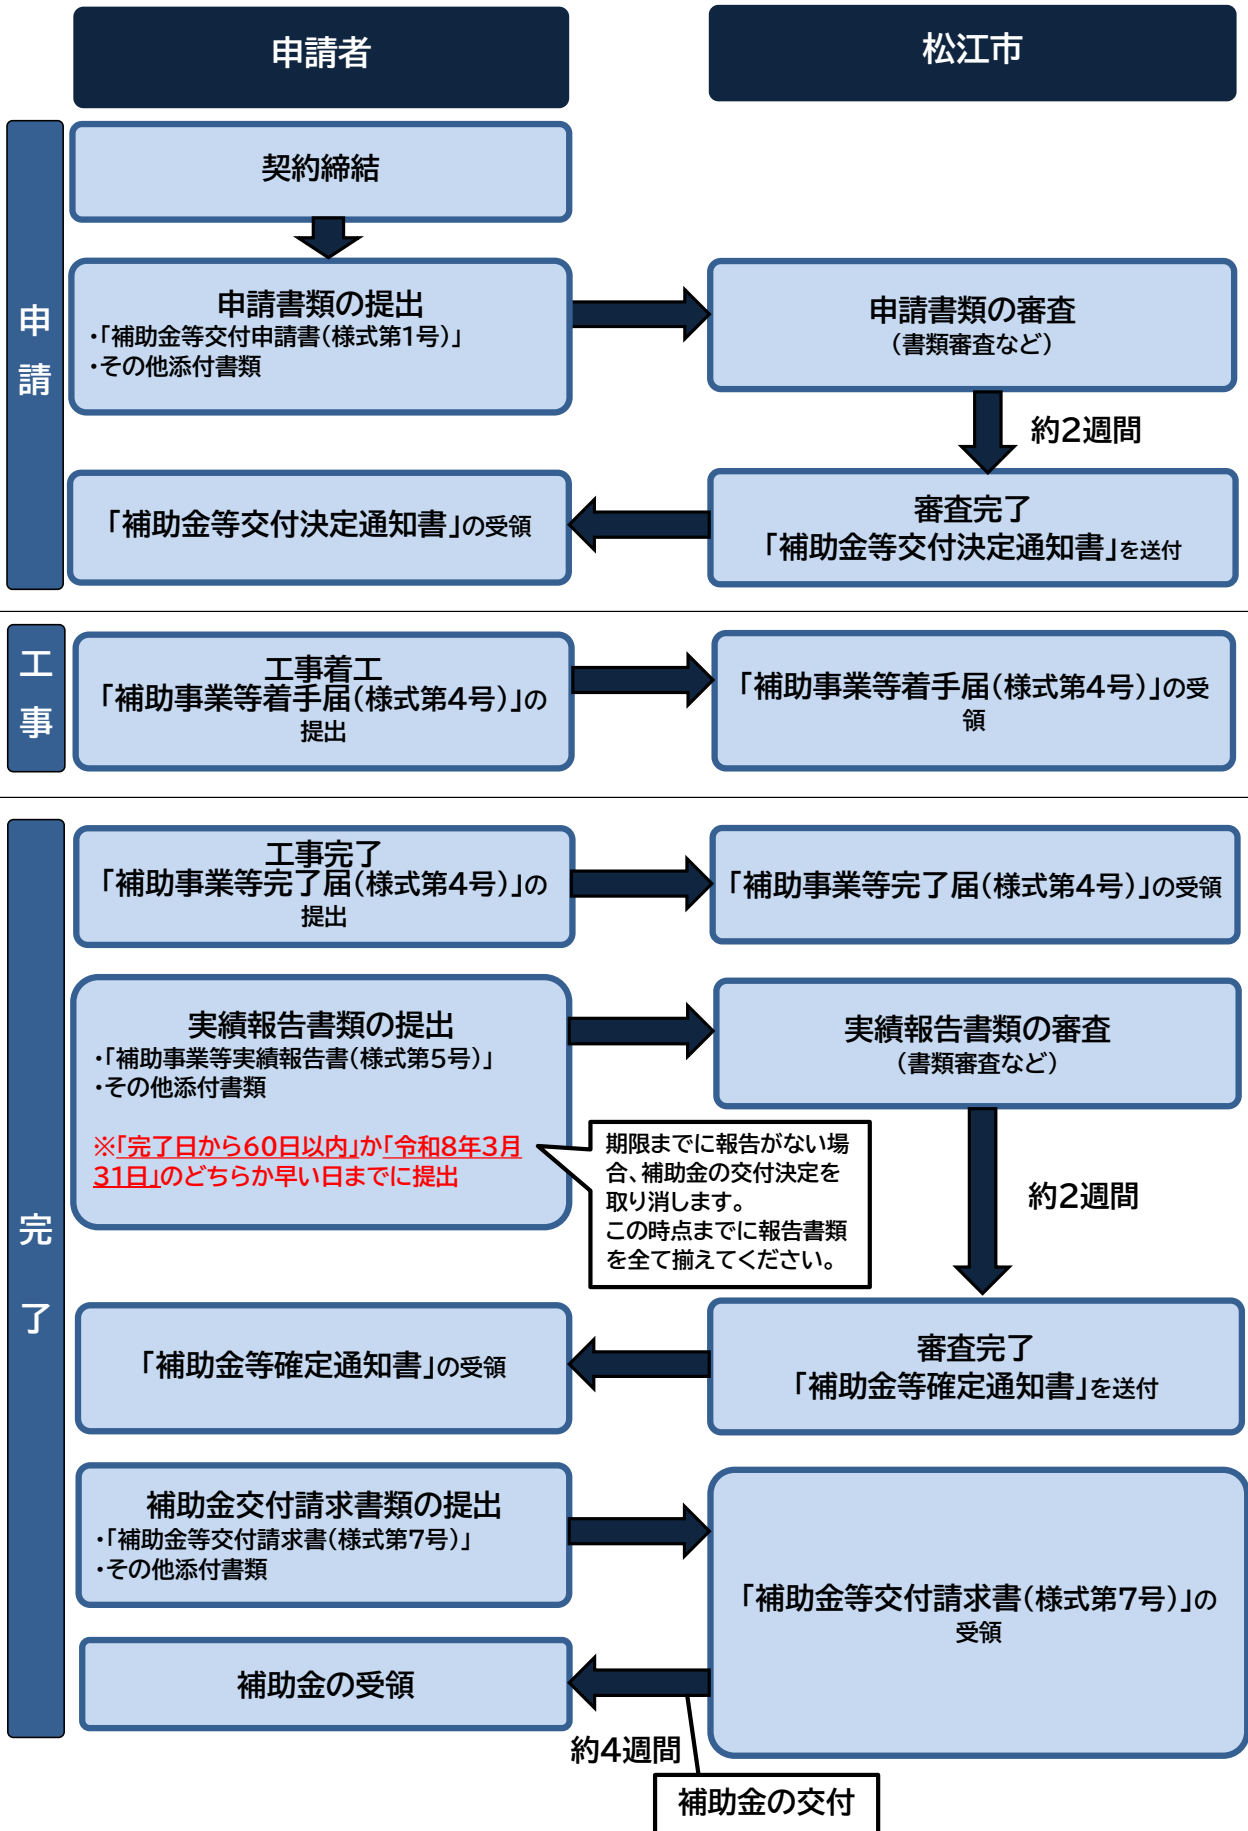 申請者
松江市
申請
契約締結
申請書類の提出
・「補助金等交付申請書(様式第1号)」
・その他添付書類
申請書類の審査
(書類審査など)
約2週間
「補助金等交付決定通知書」の受領
審査完了
「補助金等交付決定通知書」を送付
工事
工事着工
「補助事業等着手届(様式第4号)」の
提出
「補助事業等着手届(様式第4号)」の受
領
完了
工事完了
「補助事業等完了届(様式第4号)」の
提出
「補助事業等完了届(様式第4号)」の受領
実績報告書類の提出
・「補助事業等実績報告書(様式第5号)」
・その他添付書類
※「完了日から60日以内」か「令和8年3月
31日」のどちらか早い日までに提出
期限までに報告がない場
合、補助金の交付決定を
取り消します。
この時点までに報告書類
を全て揃えてください。
実績報告書類の審査
(書類審査など)
約2週間
「補助金等確定通知書」の受領
審査完了
「補助金等確定通知書」を送付
補助金交付請求書類の提出
・「補助金等交付請求書(様式第7号)」
・その他添付書類
「補助金等交付請求書(様式第7号)」の
受領
補助金の受領
約4週間
補助金の交付